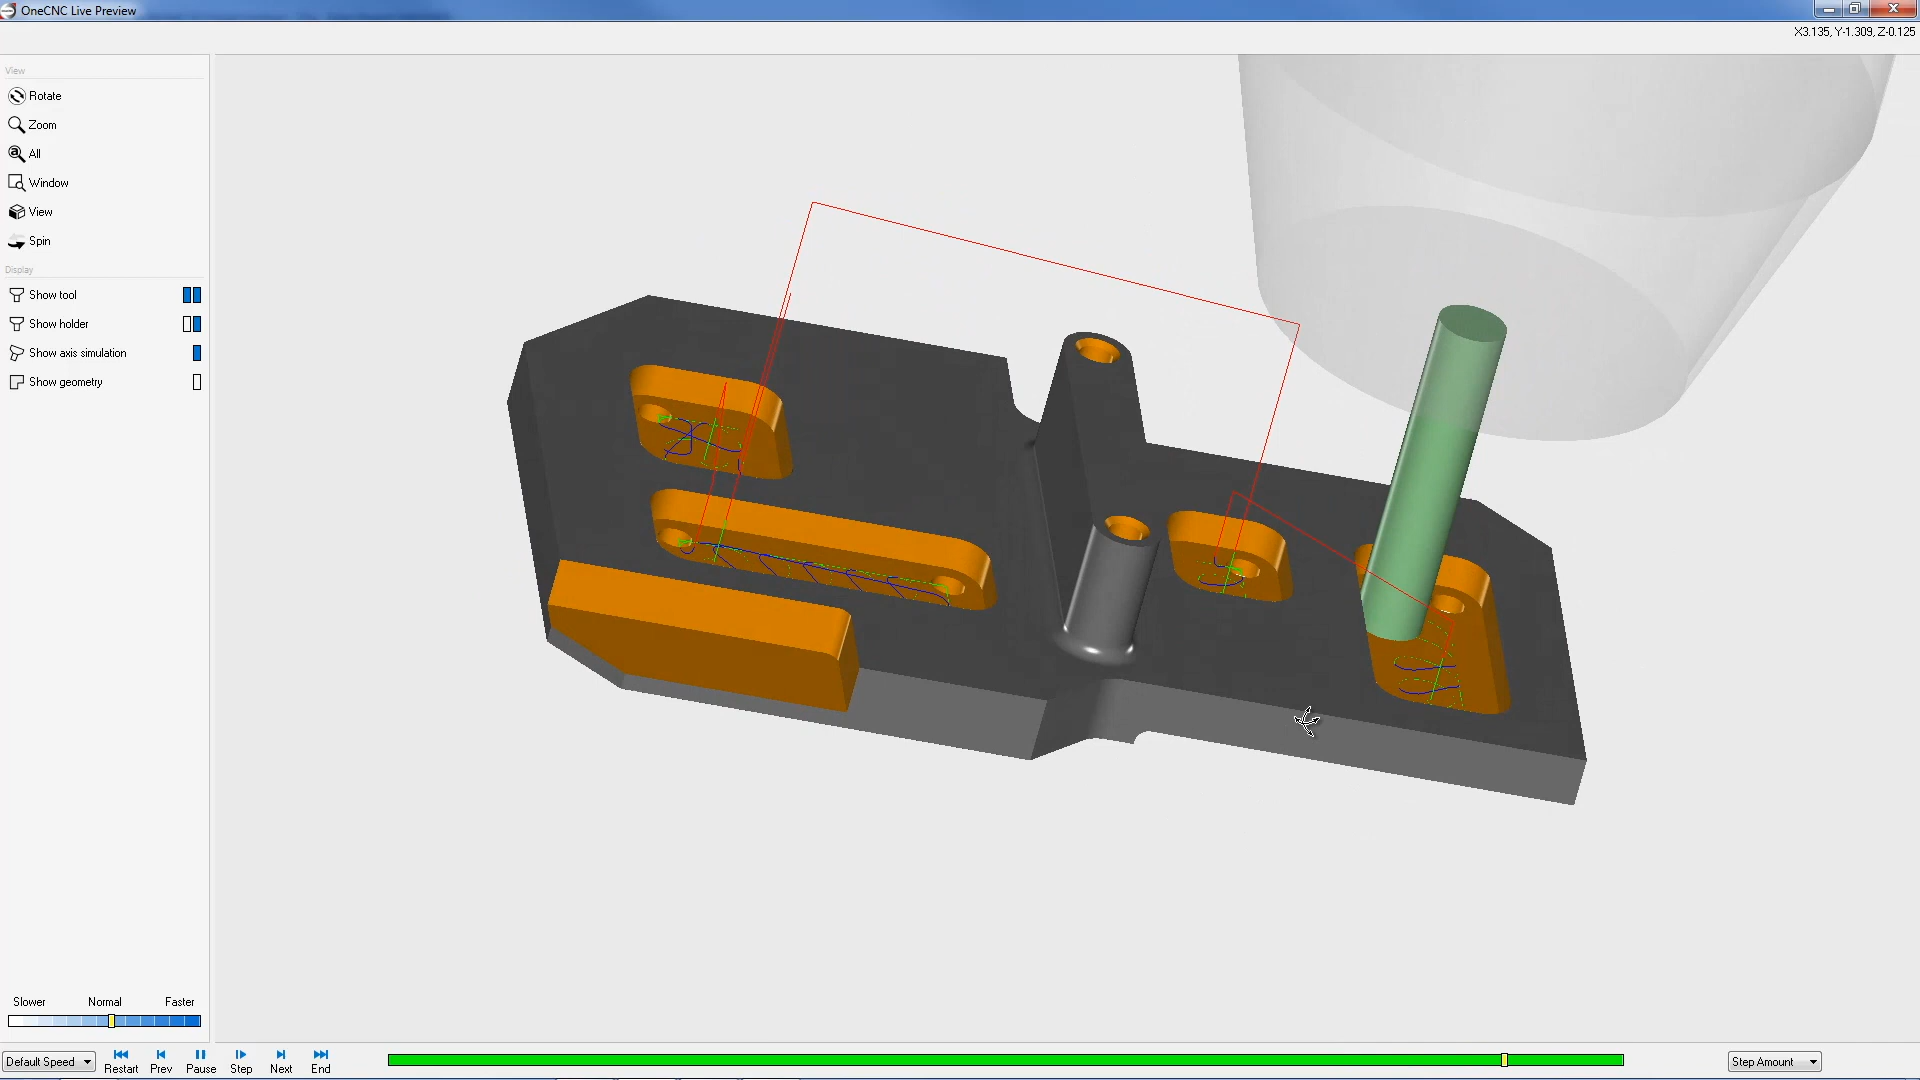 OneCNC Live Preview
X3.135, Y-1.309, Z-0.125
View
Rotate
Zoom
All
Window
View
Spin
Display
Show tool
Show holder
Show axis simulation
Show geometry
Slower Normal Faster
Default Speed Restart Prev Pause Step Next End Step Amount